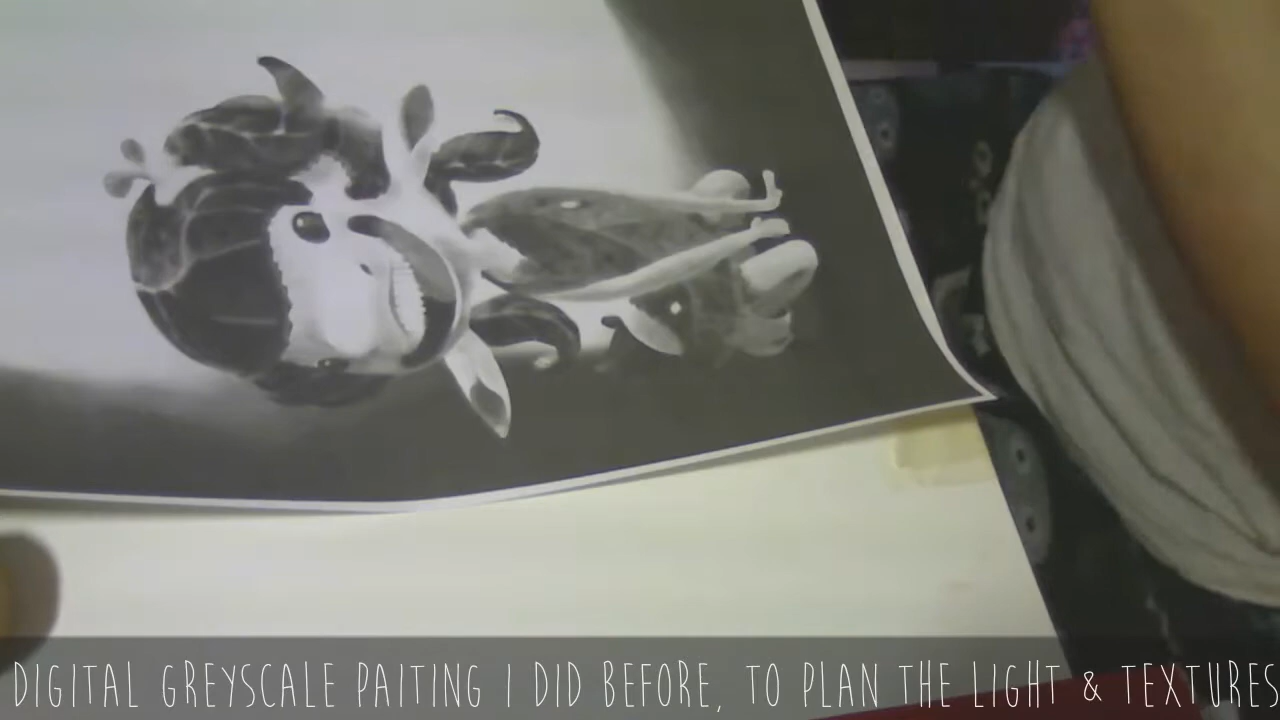 DIGITAL GREYSCALE PAITING I DID BEFORE, TO PLAN THE LIGHT & TEXTURES